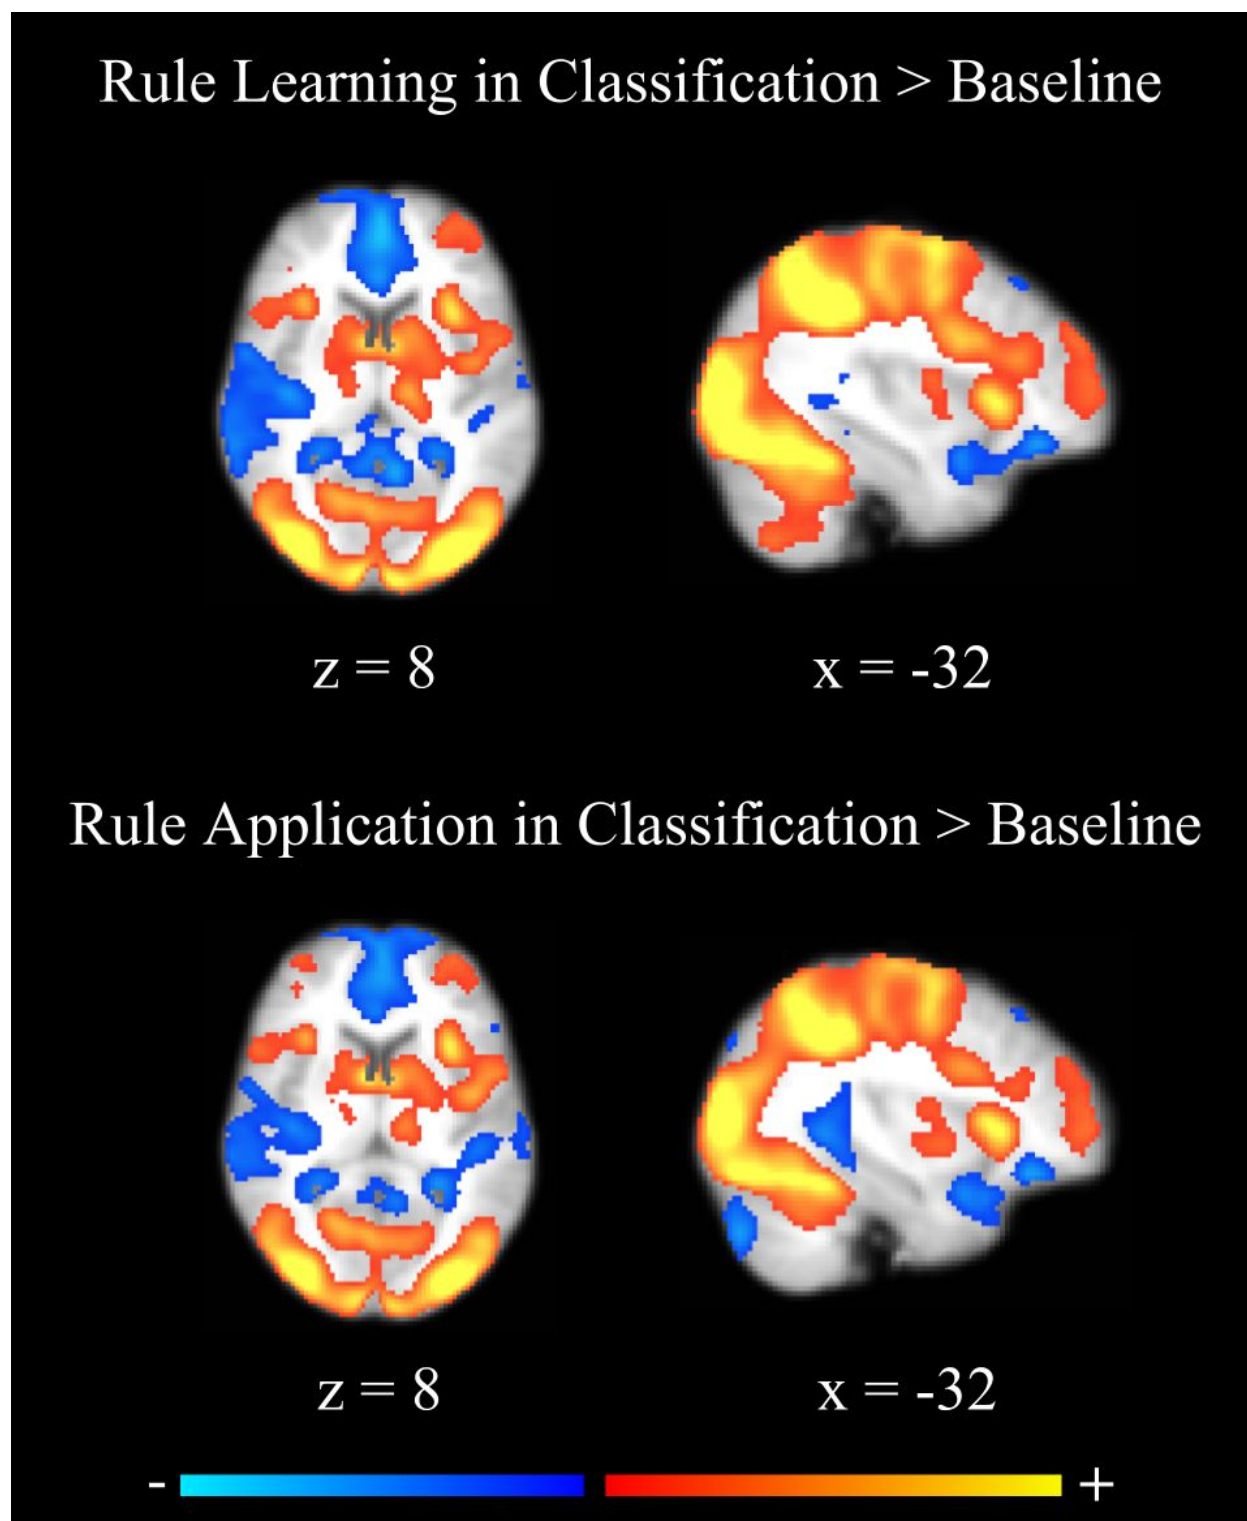 Rule Learning in Classification > Baseline
z = 8 x = -32
Rule Application in Classification > Baseline
z = 8 x = -32
- +